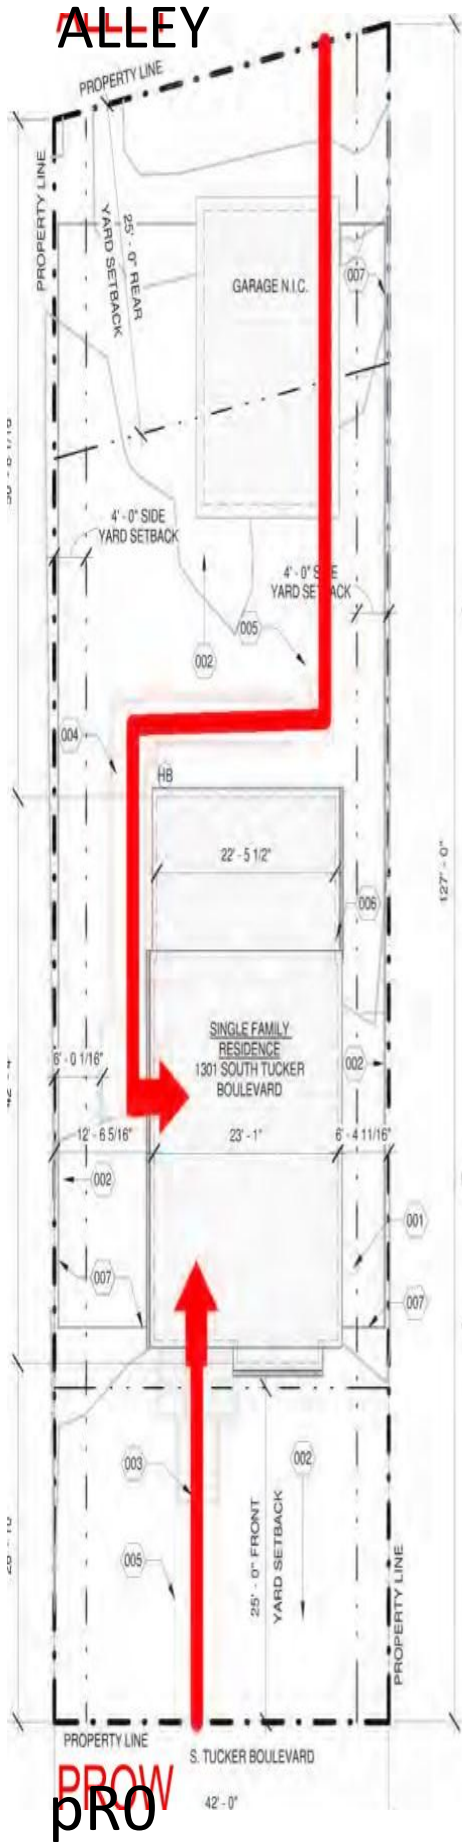 ALLEY
PROPERTY LINE
PROPERTY LINE
25' - 0" REAR
YARD SETBACK
GARAGE N.I.C.
007
4' - 0" SIDE
YARD SETBACK
4' - 0" SIDE
YARD SETBACK
005
002
004
HB
22' - 5 1/2"
127' - 0"
006
SINGLE FAMILY
RESIDENCE
1301 SOUTH TUCKER
BOULEVARD
6' - 0 1/16"
002
12' - 6 5/16"
23' - 1"
6' - 4 11/16"
002
001
007
007
003
002
25' - 0" FRONT
YARD SETBACK
005
PROPERTY LINE
PROPERTY LINE
S. TUCKER BOULEVARD
PROW
pR0
42' - 0"